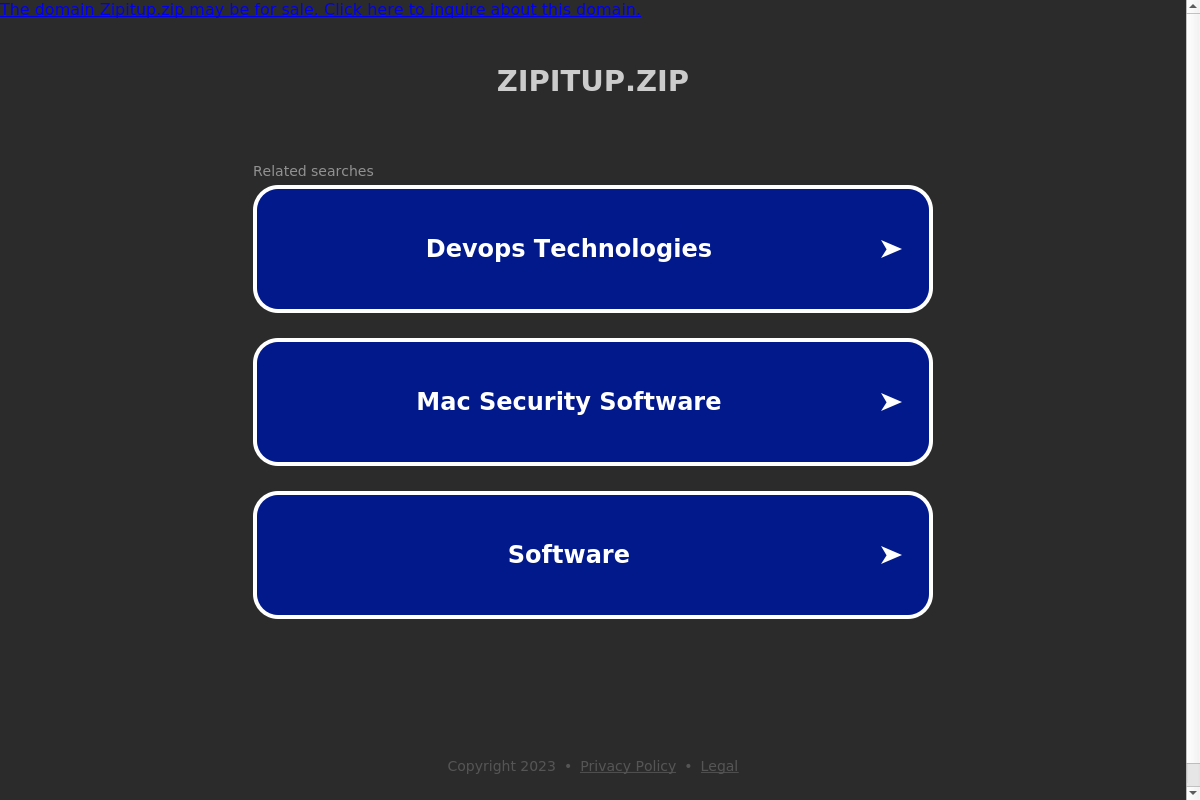 The domain Zipitup.zip may be for sale. Click here to inquire about this domain.
ZIPITUP.ZIP
Related searches
Devops Technologies
Mac Security Software
Software
Copyright 2023 • Privacy Policy • Legal